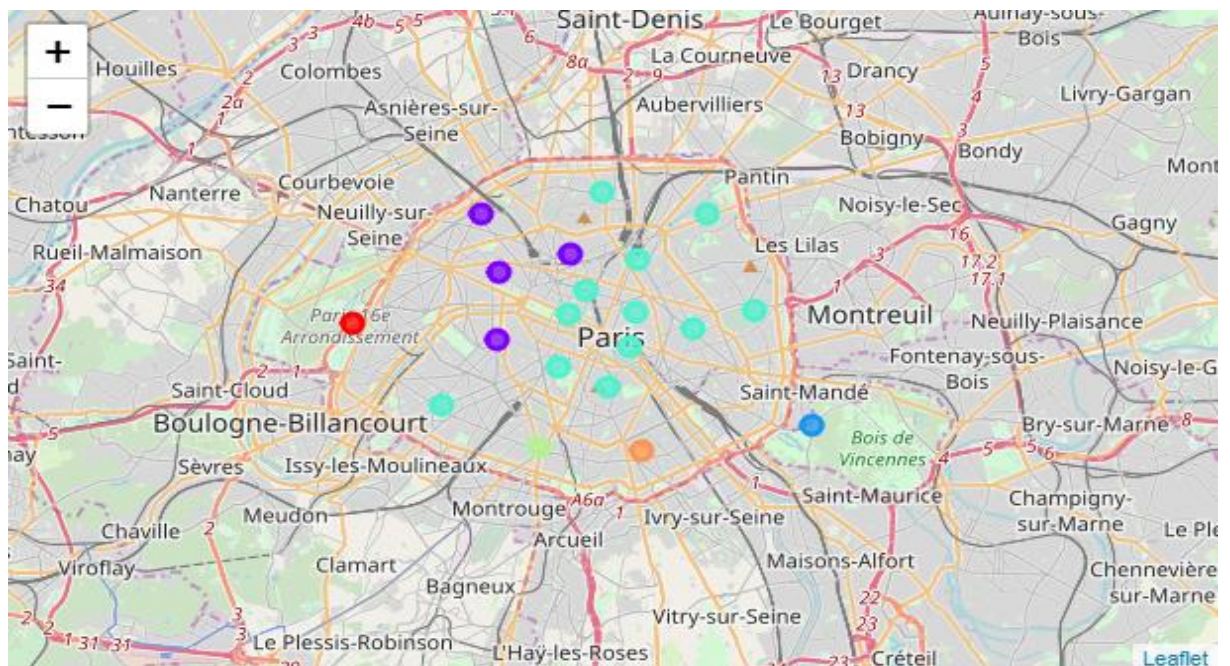 Saint-Denis
Le Bourget
Aulnay-sous-
Bois
+
−
Houilles
Colombes
La Courneuve
Drancy
Livry-Gargan
Asnières-sur-
Seine
Aubervilliers
Bobigny
Bondy
Nanterre
Courbevoie
Pantin
Chatou
Neuilly-sur-
Seine
Noisy-le-Sec
Gagny
Rueil-Malmaison
Les Lilas
Paris 16e
Arrondissement
Paris
Montreuil
Neuilly-Plaisance
Fontenay-sous-
Bois
Saint-Cloud
Saint-Mandé
Boulogne-Billancourt
Bois de
Vincennes
Bry-sur-Marne
Sèvres
Issy-les-Moulineaux
Saint-Maurice
Champigny-
sur-Marne
Meudon
Montrouge
A6a
Ivry-sur-Seine
Chaville
Arcueil
Viroflay
Clamart
Bagneux
Maisons-Alfort
Chennevière
sur-Marne
Vitry-sur-Seine
Le Plessis-Robinson
L'Haÿ-les-Roses
Créteil
Leaflet